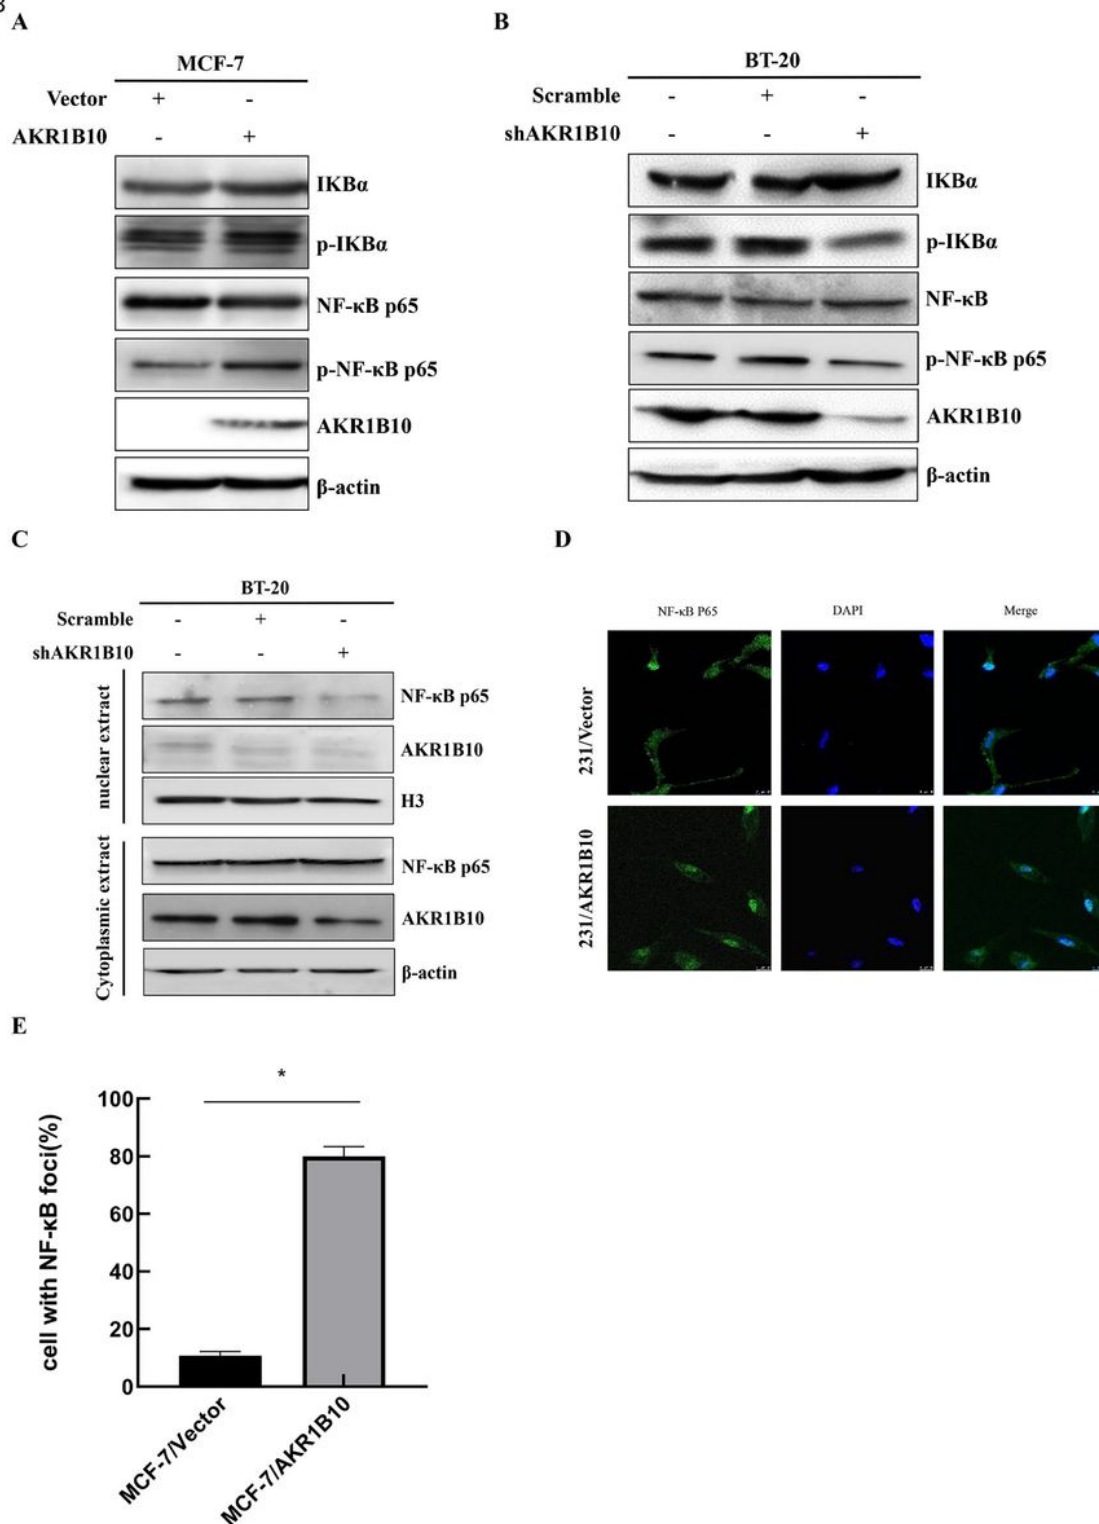 3
A
MCF-7
Vector + -
AKR1B10 - +
IKBα
p-IKBα
NF-κB p65
p-NF-κB p65
AKR1B10
β-actin
B
BT-20
Scramble - + -
shAKR1B10 - - +
IKBα
p-IKBα
NF-κB
p-NF-κB p65
AKR1B10
β-actin
C
BT-20
Scramble - + -
shAKR1B10 - - +
nuclear extract
NF-κB p65
AKR1B10
H3
Cytoplasmic extract
NF-κB p65
AKR1B10
β-actin
D
NF-κB P65 DAPI Merge
231/Vector
231/AKR1B10
E
*
cell with NF-κB foci(%)
100
80
60
40
20
0
MCF-7/Vector
MCF-7/AKR1B10